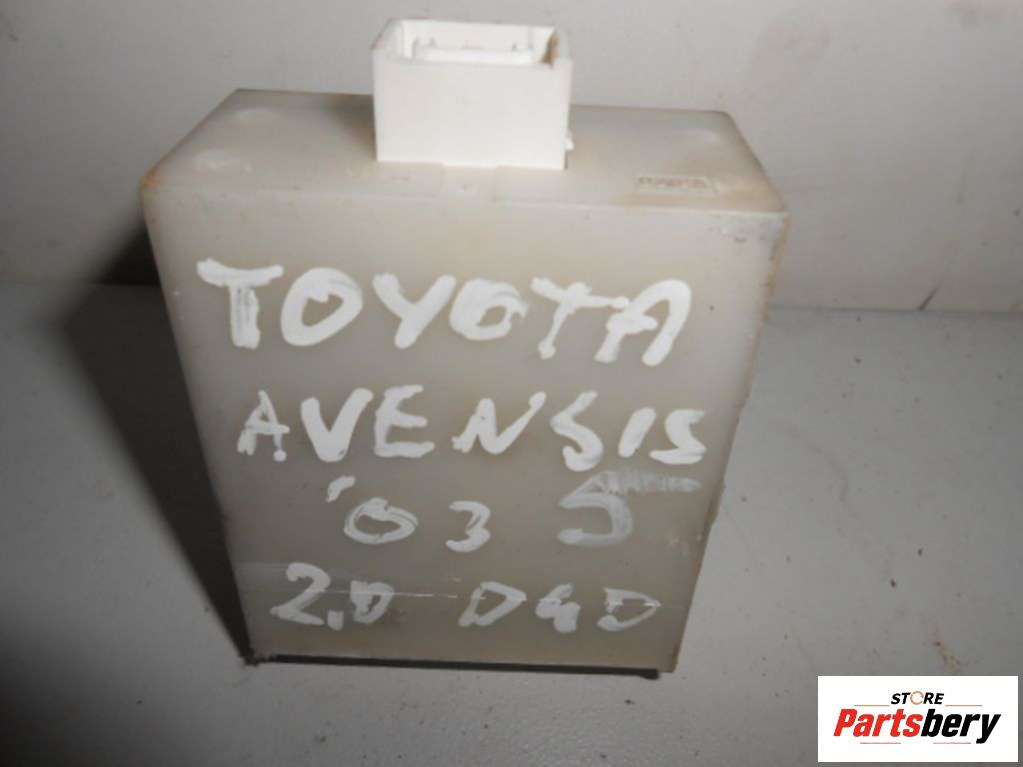 TOYOTA
AVENSIS
'03 5
2.0 D4D
STORE
Partsbery